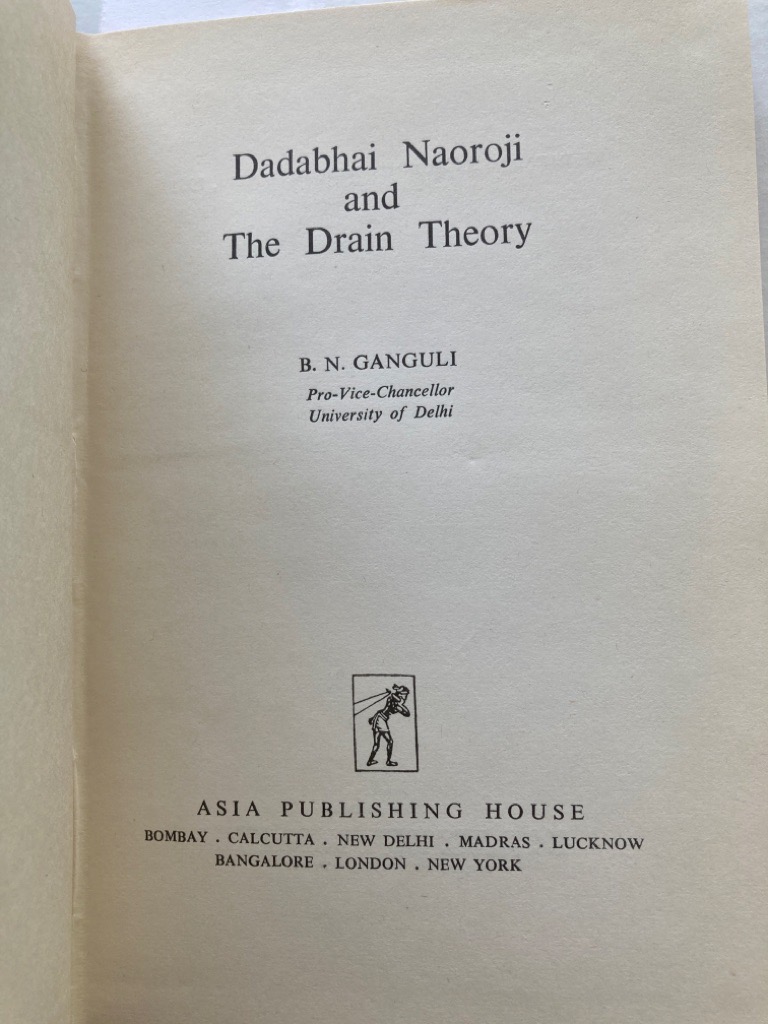 Dadabhai Naoroji
and
The Drain Theory
B. N. GANGULI
Pro-Vice-Chancellor
University of Delhi
ASIA PUBLISHING HOUSE
BOMBAY . CALCUTTA . NEW DELHI . MADRAS . LUCKNOW
BANGALORE . LONDON . NEW YORK